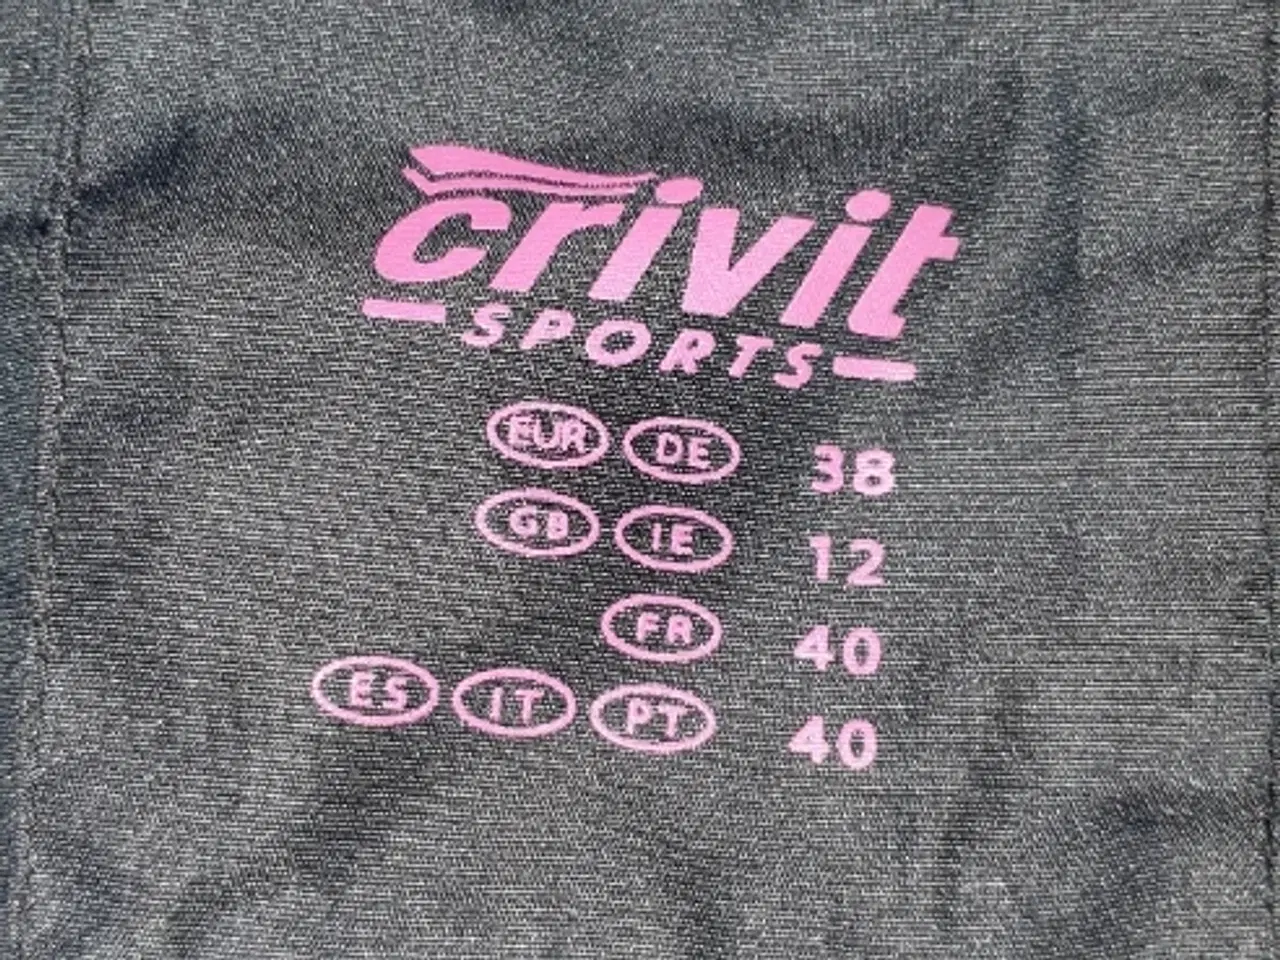 crivit
SPORTS
EUR DE 38
GB IE 12
FR 40
ES IT PT 40